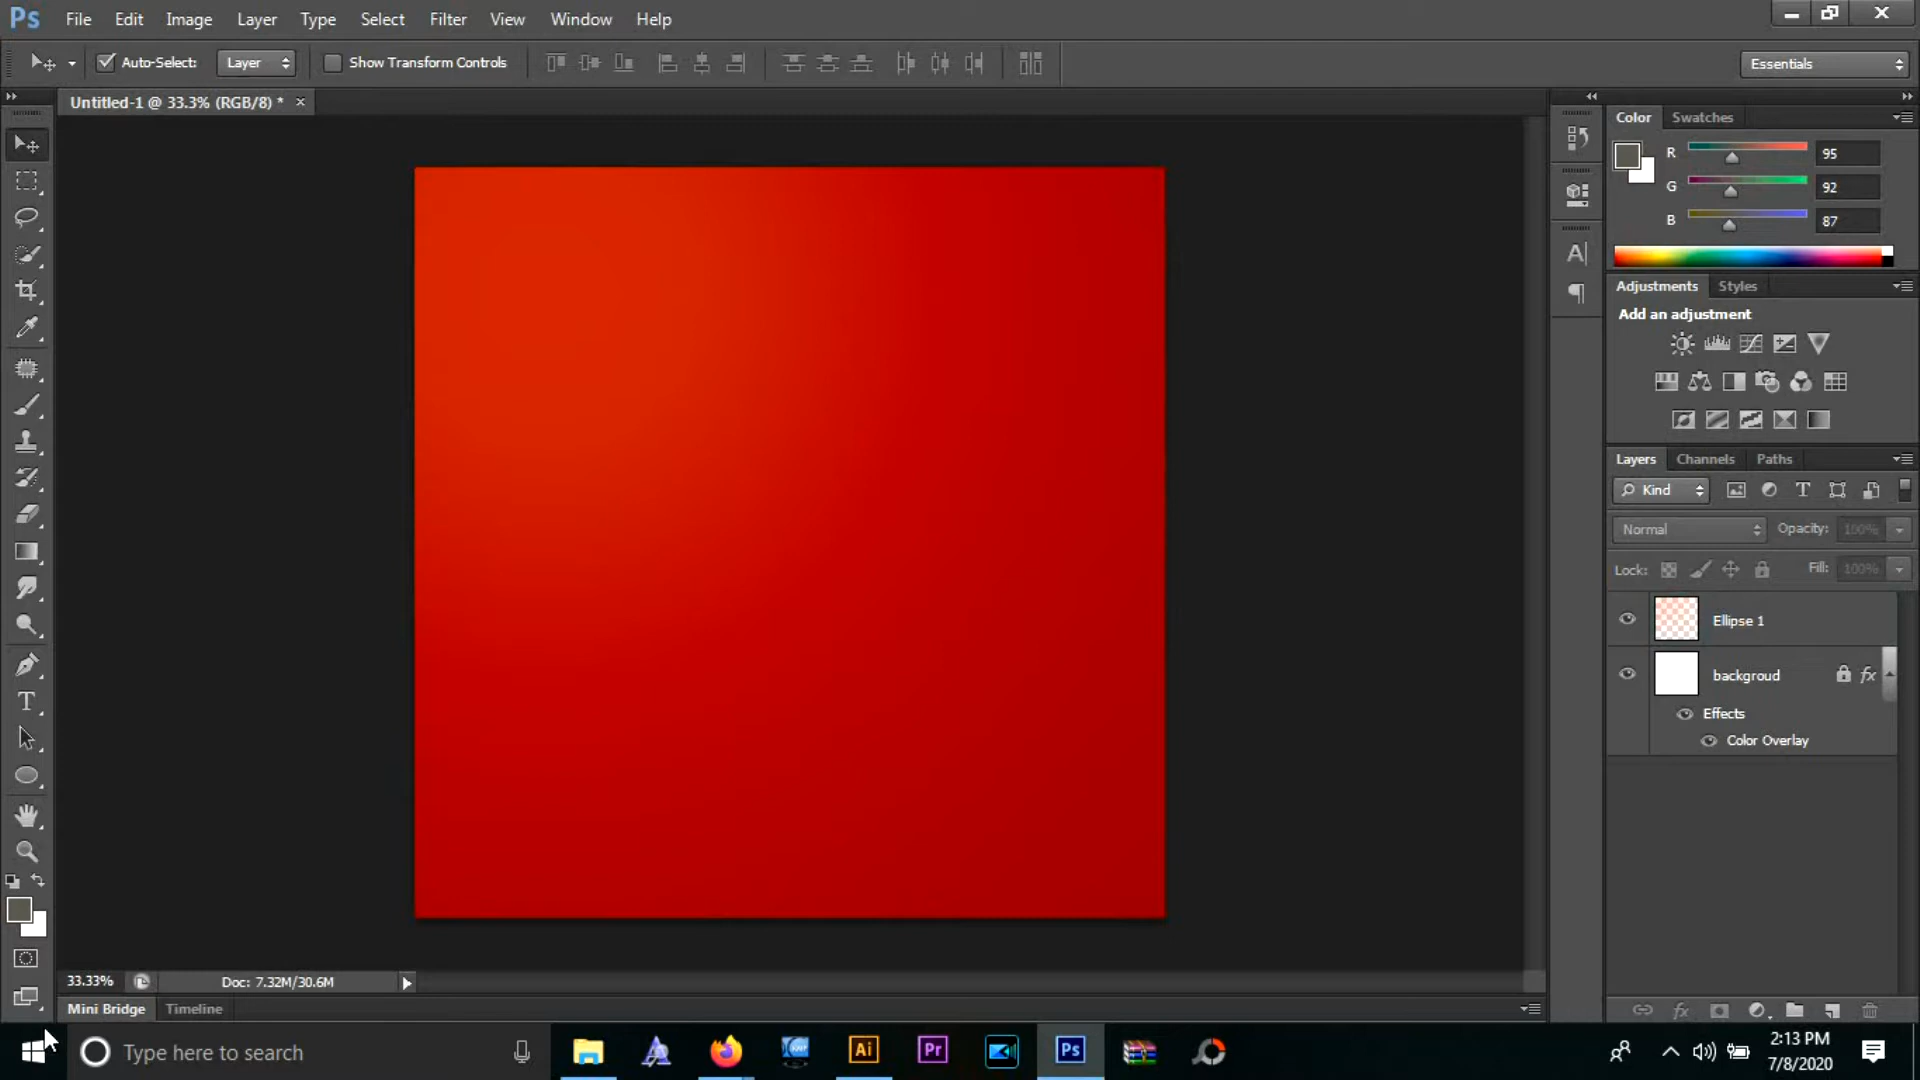 Ps File Edit Image Layer Type Select Filter View Window Help
Auto-Select: Layer Show Transform Controls Essentials
Untitled-1 @ 33.3% (RGB/8) * ×
Color Swatches
R 95
G 92
B 87
Adjustments Styles
Add an adjustment
Layers Channels Paths
Kind
Normal Opacity: 100%
Lock: Fill: 100%
Ellipse 1
backgroud fx
Effects
Color Overlay
33.33% Doc: 7.32M/30.6M
Mini Bridge Timeline
Type here to search
Ai Pr Ps
2:13 PM
7/8/2020